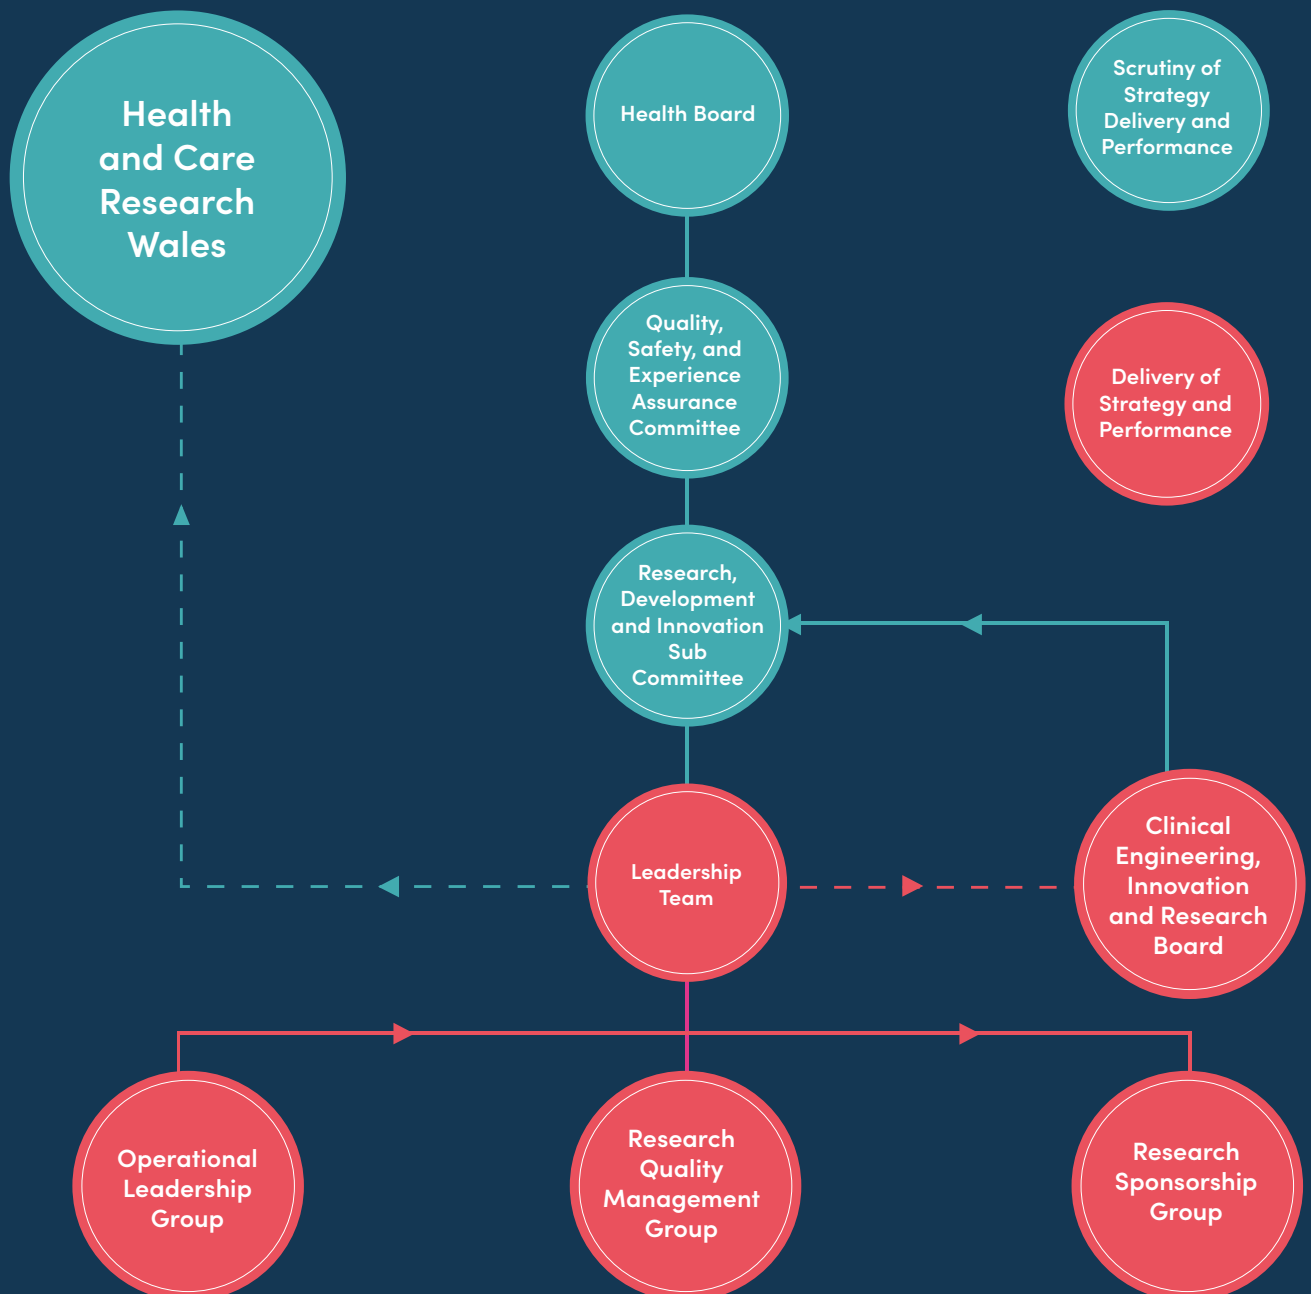 Health
and Care
Research
Wales
Health Board
Scrutiny of
Strategy
Delivery and
Performance
Quality,
Safety, and
Experience
Assurance
Committee
Delivery of
Strategy and
Performance
Research,
Development
and Innovation
Sub
Committee
Leadership
Team
Clinical
Engineering,
Innovation
and Research
Board
Operational
Leadership
Group
Research
Quality
Management
Group
Research
Sponsorship
Group